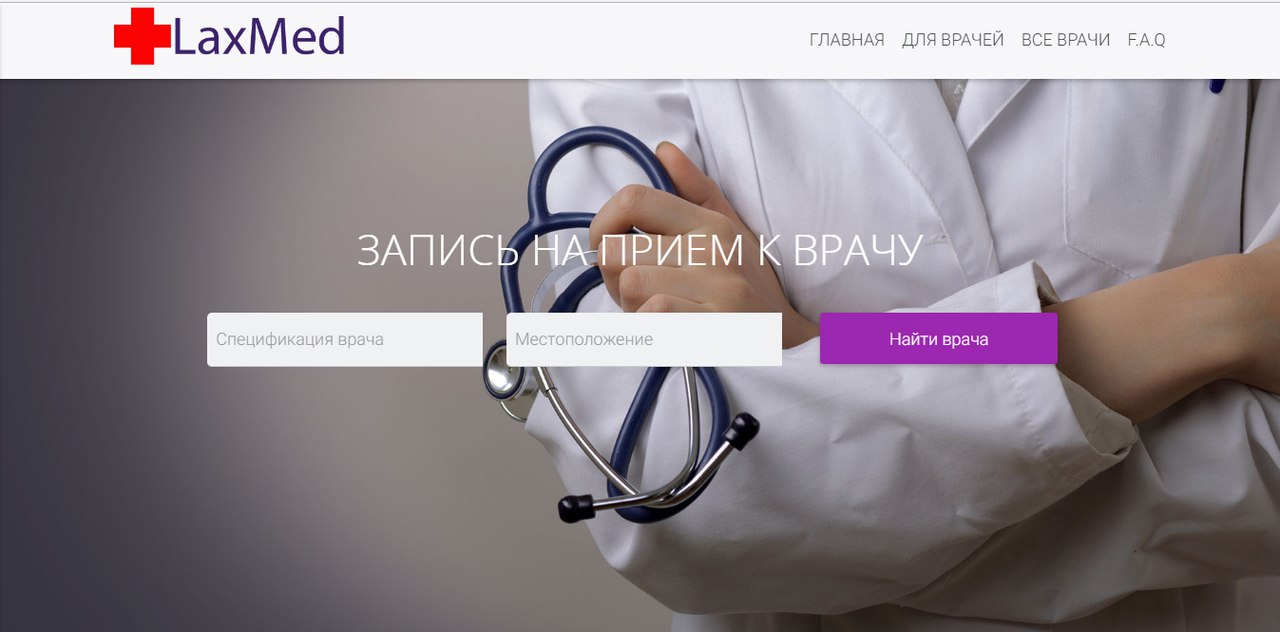 LaxMed
ГЛАВНАЯ ДЛЯ ВРАЧЕЙ ВСЕ ВРАЧИ F.A.Q
ЗАПИСЬ НА ПРИЕМ К ВРАЧУ
Спецификация врача Местоположение Найти врача